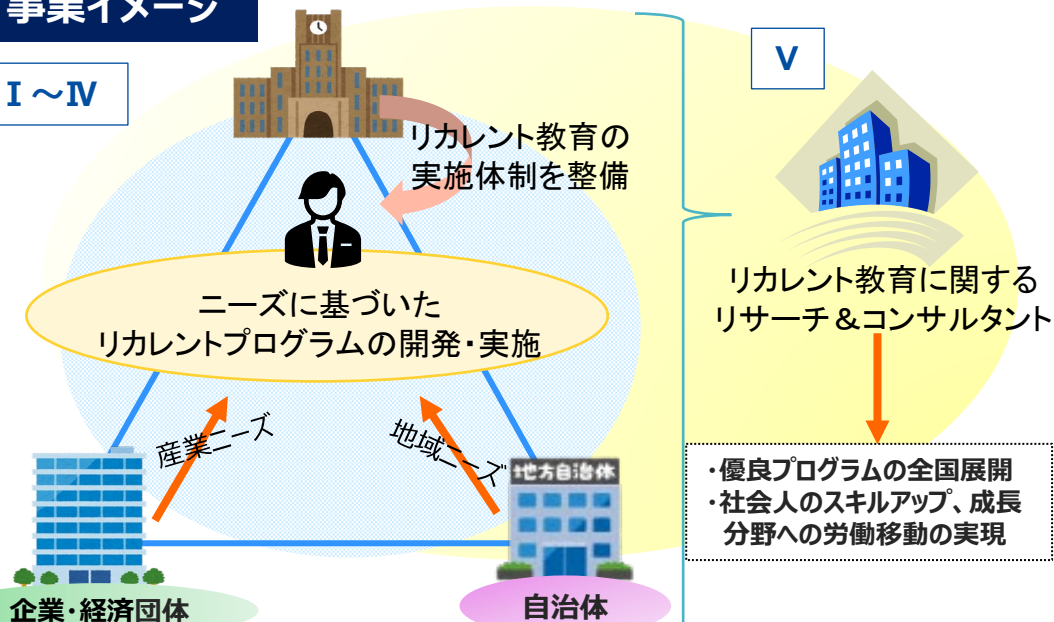 事業イメージ
Ⅰ～Ⅳ
リカレント教育の
実施体制を整備
ニーズに基づいた
リカレントプログラムの開発・実施
産業ニーズ
地域ニーズ
地方自治体
企業・経済団体
自治体
Ⅴ
リカレント教育に関する
リサーチ＆コンサルタント
・優良プログラムの全国展開
・社会人のスキルアップ、成長
分野への労働移動の実現